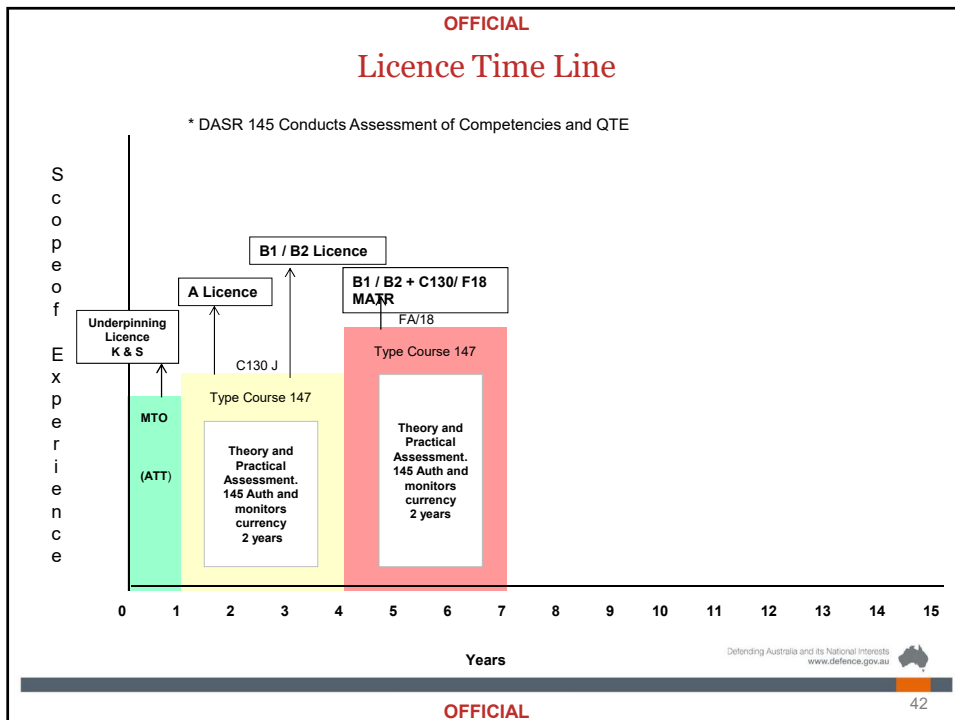 OFFICIAL
Licence Time Line
* DASR 145 Conducts Assessment of Competencies and QTE
Scope of Experience
B1 / B2 Licence
A Licence
B1 / B2 + C130/ F18
MATR
Underpinning
Licence
K & S
FA/18
C130 J
Type Course 147
Type Course 147
MTO
(ATT)
Theory and
Practical
Assessment.
145 Auth and
monitors
currency
2 years
Theory and
Practical
Assessment.
145 Auth and
monitors
currency
2 years
0 1 2 3 4 5 6 7 8 9 10 11 12 13 14 15
Years
Defending Australia and its National Interests
www.defence.gov.au
OFFICIAL
42